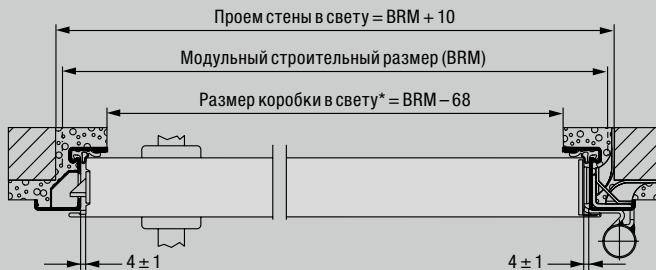 Проем стены в свету = BRM + 10
Модульный строительный размер (BRM)
Размер коробки в свету* = BRM – 68
4 ± 1
4 ± 1